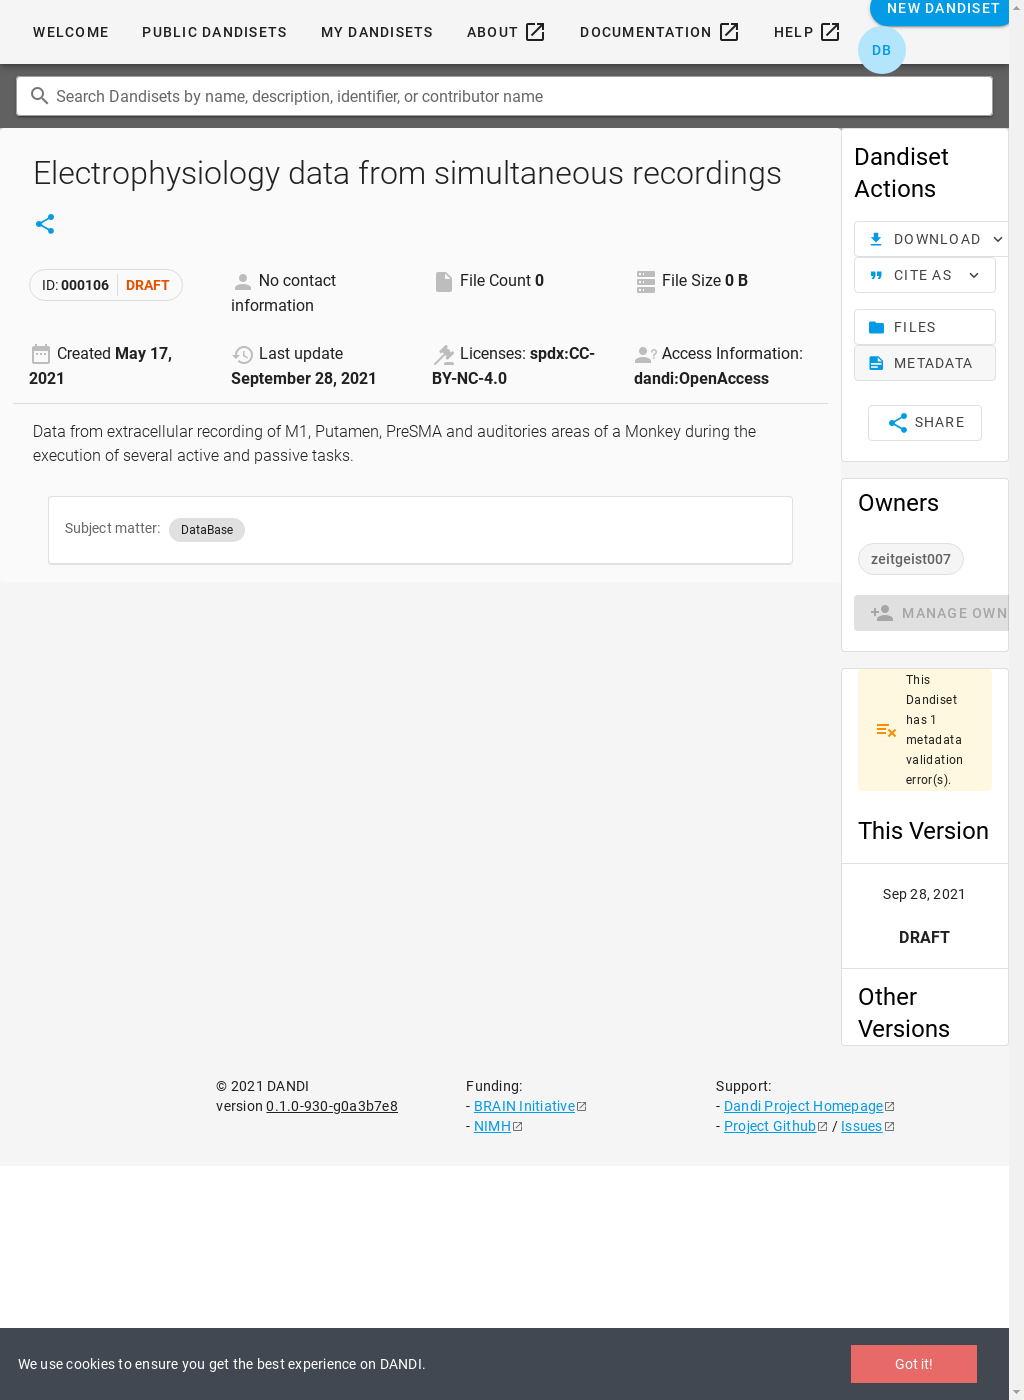 WELCOME
PUBLIC DANDISETS
MY DANDISETS
ABOUT
DOCUMENTATION
HELP
NEW DANDISET
DB
Search Dandisets by name, description, identifier, or contributor name
Electrophysiology data from simultaneous recordings
ID: 000106 DRAFT
No contact
information
File Count 0
File Size 0 B
Created May 17,
2021
Last update
September 28, 2021
Licenses: spdx:CC-
BY-NC-4.0
Access Information:
dandi:OpenAccess
Data from extracellular recording of M1, Putamen, PreSMA and auditories areas of a Monkey during the
execution of several active and passive tasks.
Subject matter: DataBase
Dandiset
Actions
DOWNLOAD
CITE AS
FILES
METADATA
SHARE
Owners
zeitgeist007
MANAGE OWN
This
Dandiset
has 1
metadata
validation
error(s).
This Version
Sep 28, 2021
DRAFT
Other
Versions
© 2021 DANDI
version 0.1.0-930-g0a3b7e8
Funding:
- BRAIN Initiative
- NIMH
Support:
- Dandi Project Homepage
- Project Github / Issues
We use cookies to ensure you get the best experience on DANDI.
Got it!